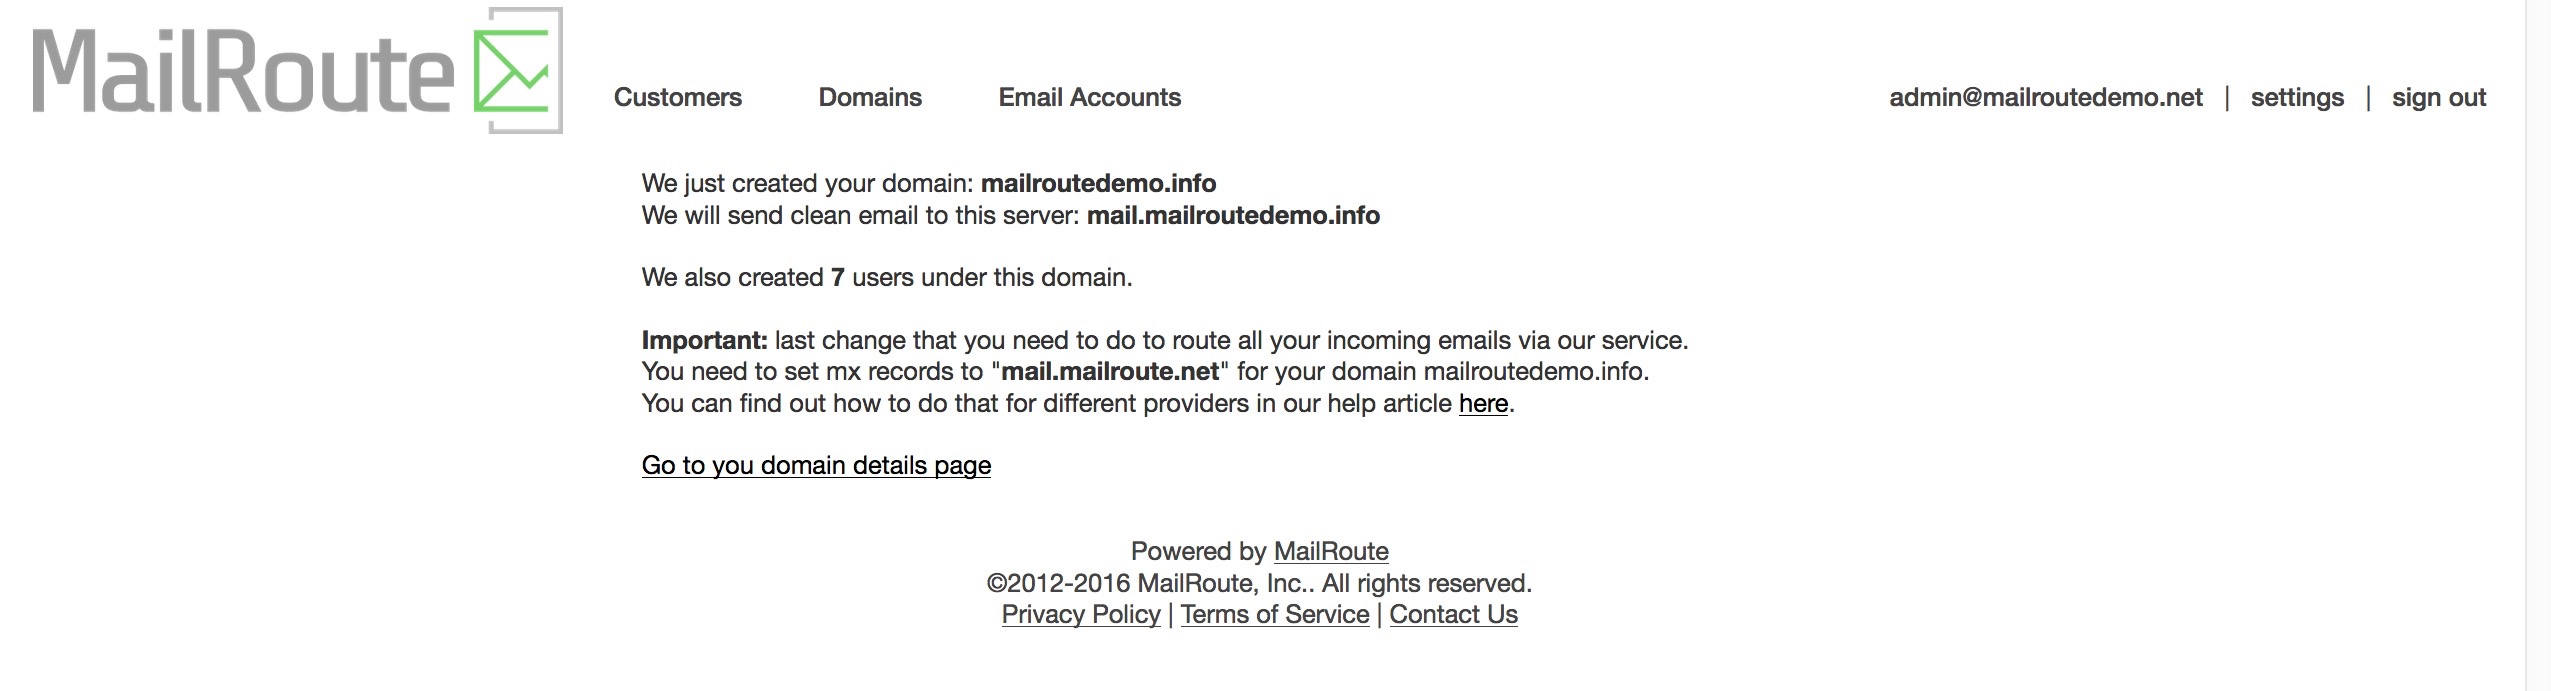 MailRoute
Customers Domains Email Accounts admin@mailroutedemo.net | settings | sign out
We just created your domain: mailroutedemo.info
We will send clean email to this server: mail.mailroutedemo.info
We also created 7 users under this domain.
Important: last change that you need to do to route all your incoming emails via our service.
You need to set mx records to "mail.mailroute.net" for your domain mailroutedemo.info.
You can find out how to do that for different providers in our help article here.
Go to you domain details page
Powered by MailRoute
©2012-2016 MailRoute, Inc.. All rights reserved.
Privacy Policy | Terms of Service | Contact Us